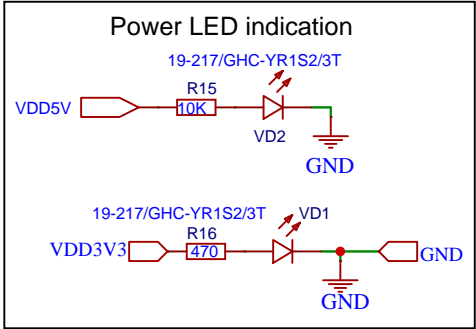 Power LED indication
19-217/GHC-YR1S2/3T
R15
VDD5V
10K
VD2
GND
19-217/GHC-YR1S2/3T
VD1
R16
VDD3V3
470
GND
GND